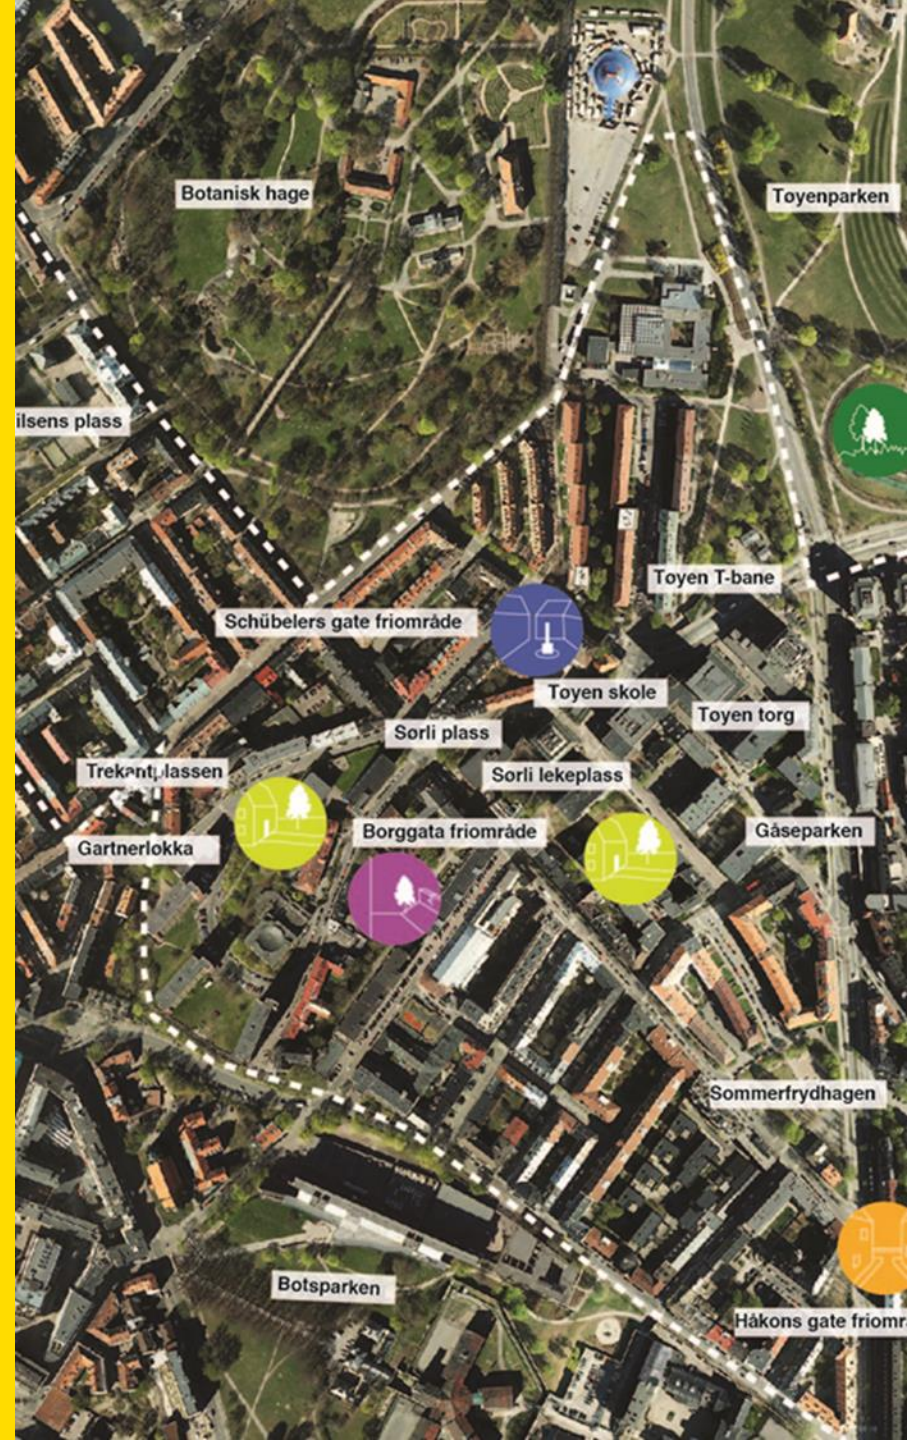 Botanisk hage
Tøyenparken
ilsens plass
Tøyen T-bane
Schübelers gate friområde
Tøyen skole
Tøyen torg
Sørli plass
Trekantplassen
Sørli lekeplass
Borggata friområde
Gåseparken
Gartnerløkka
Sommerfrydhagen
Botsparken
Håkons gate friomr